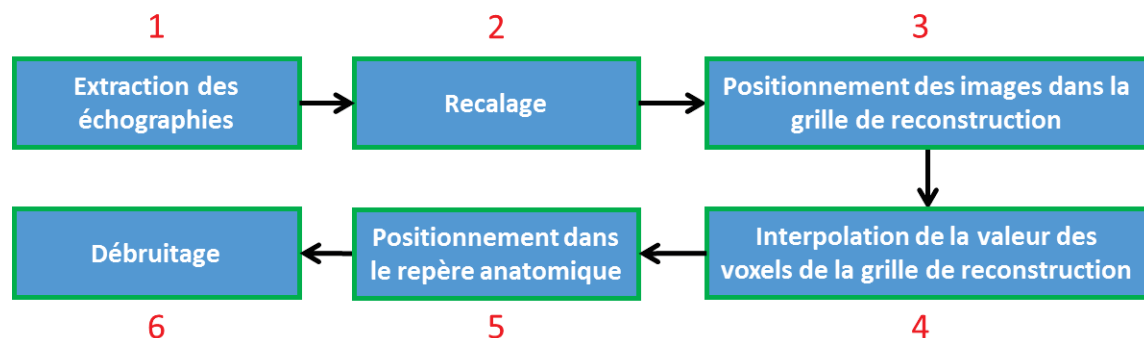 1
2
3
Extraction des
échographies
Recalage
Positionnement des images dans la
grille de reconstruction
Débruitage
Positionnement dans
le repère anatomique
Interpolation de la valeur des
voxels de la grille de reconstruction
6
5
4